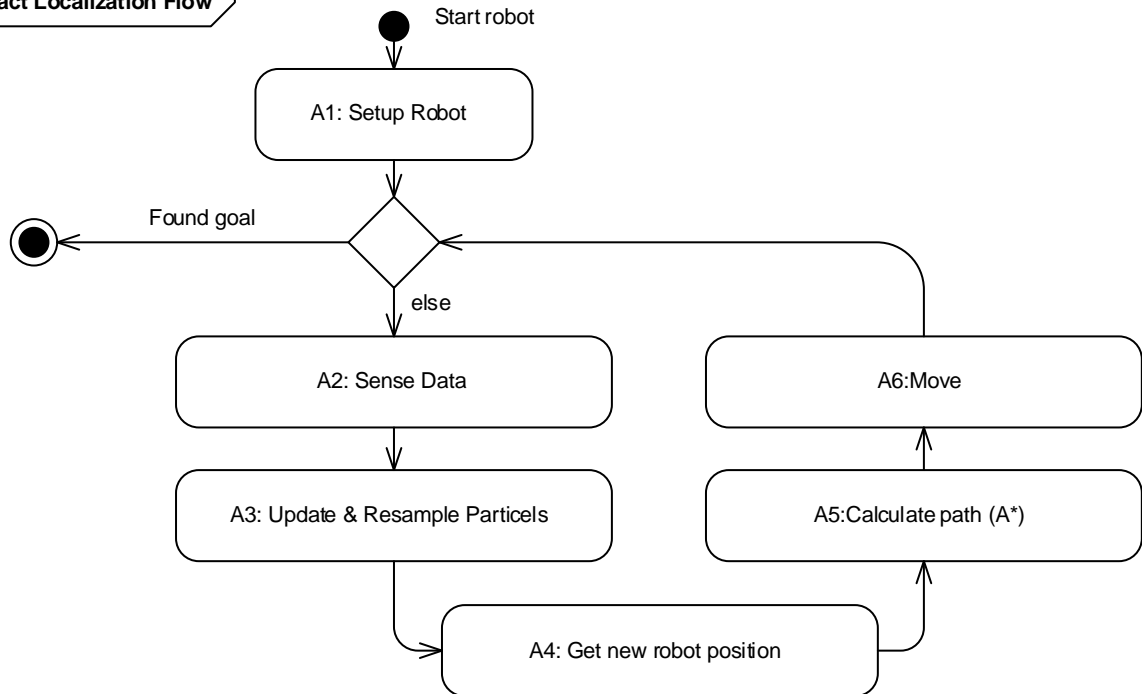 act Localization Flow
Start robot
A1: Setup Robot
Found goal
else
A2: Sense Data
A6:Move
A3: Update & Resample Particels
A5:Calculate path (A*)
A4: Get new robot position